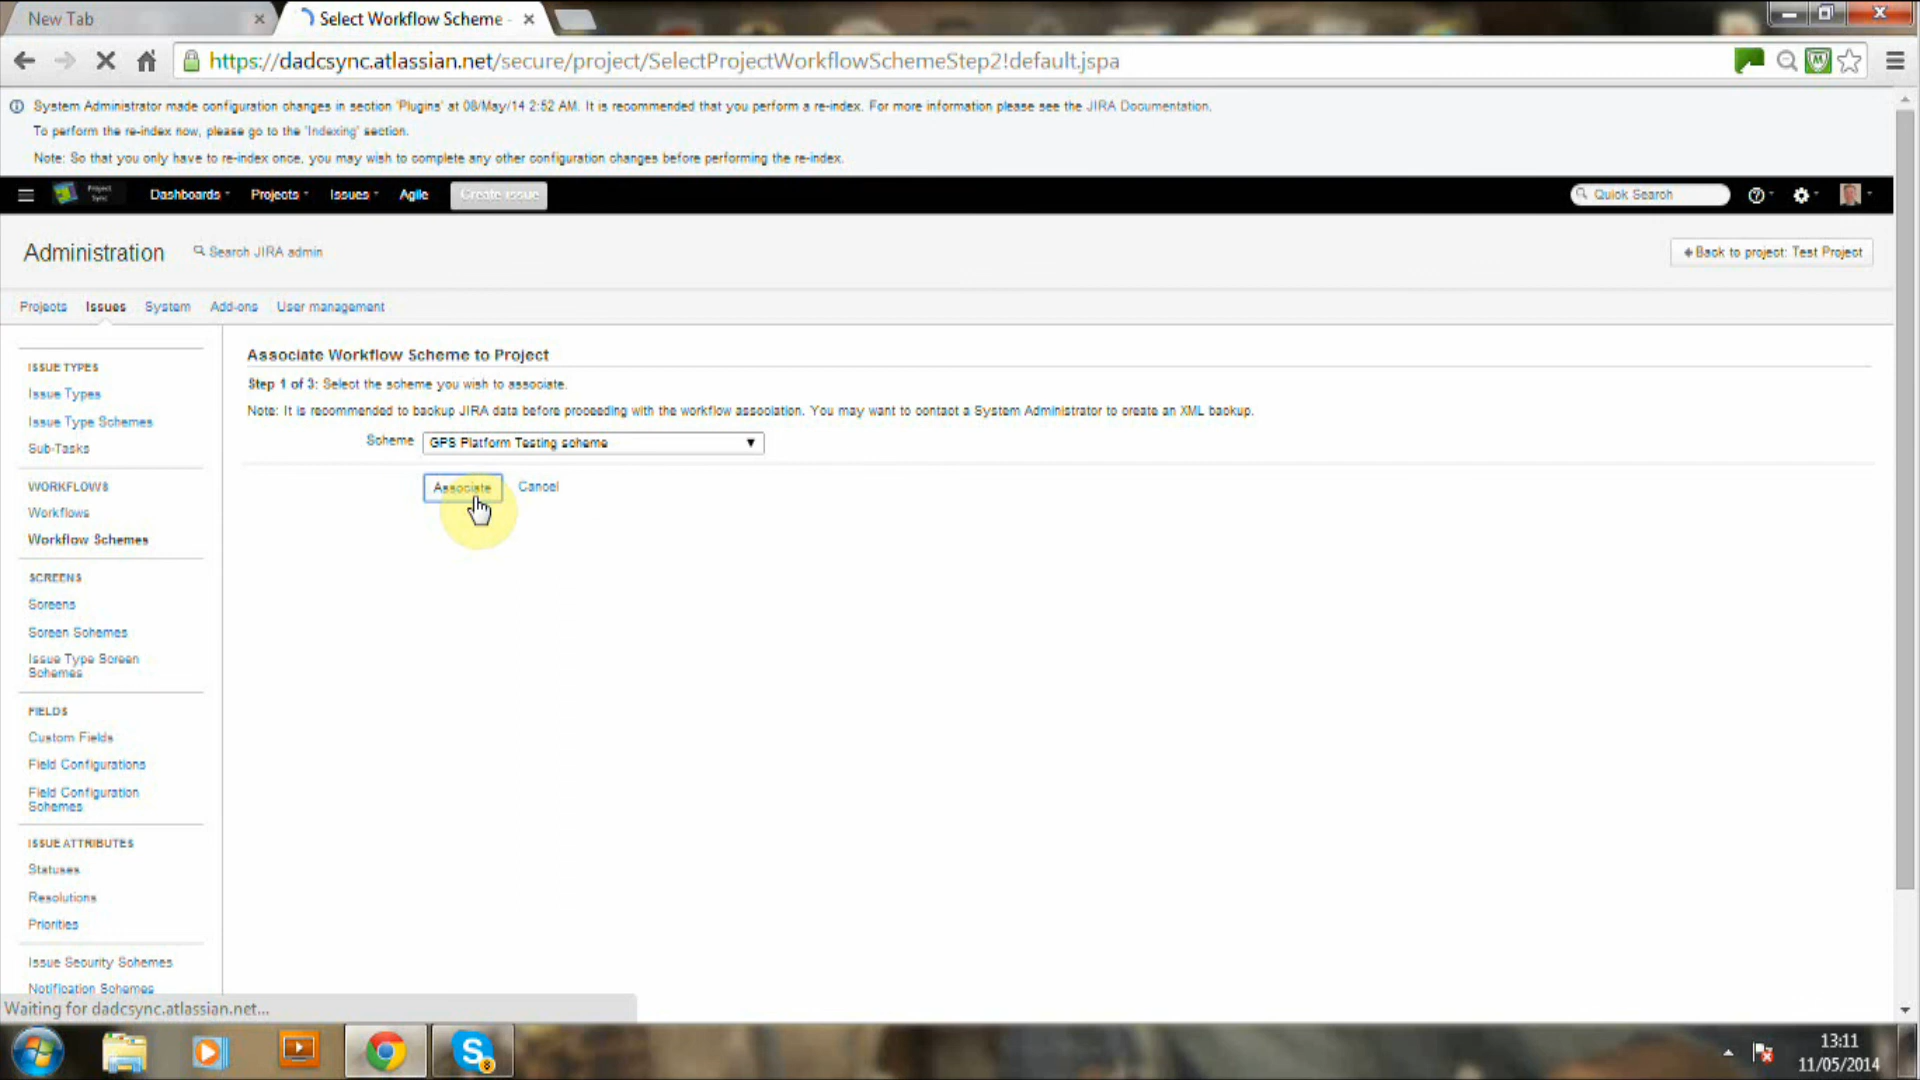 New Tab
Select Workflow Scheme -
https://dadcsync.atlassian.net/secure/project/SelectProjectWorkflowSchemeStep2!default.jspa
System Administrator made configuration changes in section 'Plugins' at 08/May/14 2:52 AM. It is recommended that you perform a re-index. For more information please see the JIRA Documentation.
To perform the re-index now, please go to the 'Indexing' section.
Note: So that you only have to re-index once, you may wish to complete any other configuration changes before performing the re-index.
Project Sync
Dashboards Projects Issues Agile Create issue
Quick Search
Administration Search JIRA admin
Back to project: Test Project
Projects Issues System Add-ons User management
ISSUE TYPES
Issue Types
Issue Type Schemes
Sub-Tasks
WORKFLOWS
Workflows
Workflow Schemes
SCREENS
Screens
Screen Schemes
Issue Type Screen
Schemes
FIELDS
Custom Fields
Field Configurations
Field Configuration
Schemes
ISSUE ATTRIBUTES
Statuses
Resolutions
Priorities
Issue Security Schemes
Notification Schemes
Associate Workflow Scheme to Project
Step 1 of 3: Select the scheme you wish to associate.
Note: It is recommended to backup JIRA data before proceeding with the workflow association. You may want to contact a System Administrator to create an XML backup.
Scheme GPS Platform Testing scheme
Associate Cancel
Waiting for dadcsync.atlassian.net...
13:11
11/05/2014